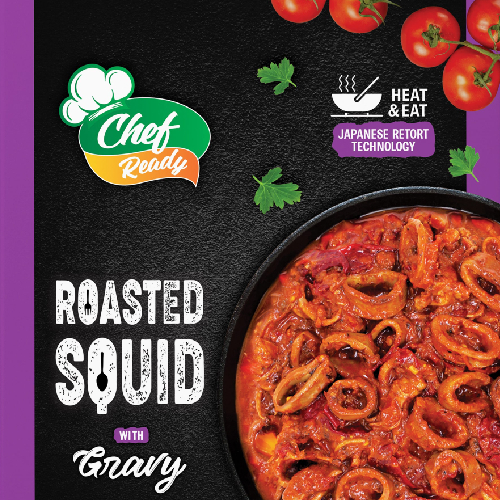 Chef
Ready
HEAT
& EAT
JAPANESE RETORT
TECHNOLOGY
ROASTED
SQUID
WITH
Gravy